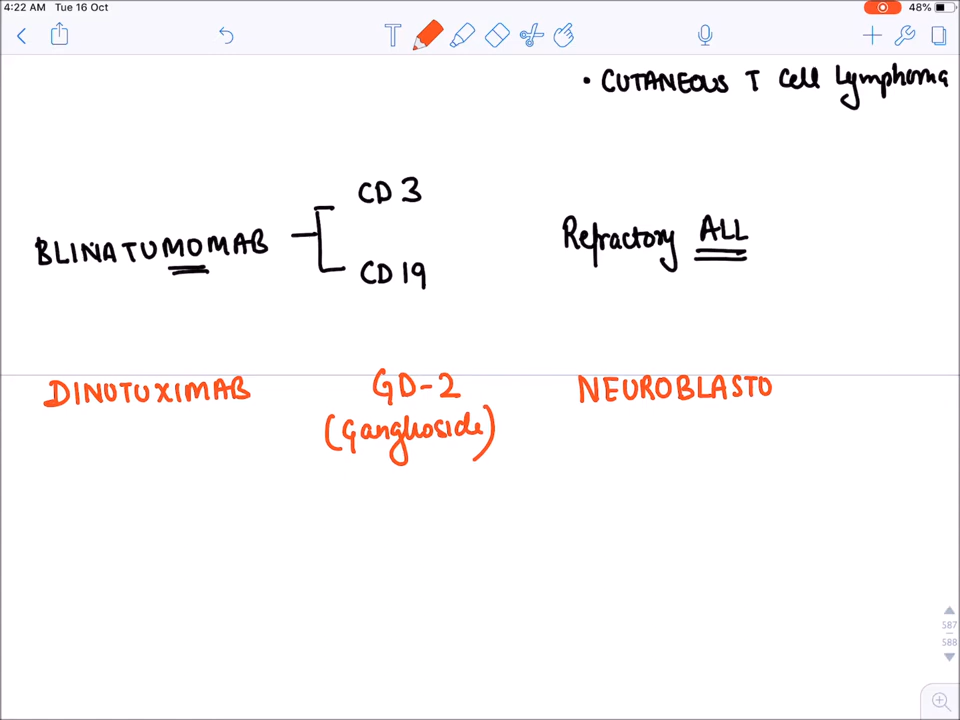 4:22 AM Tue 16 Oct 48%
T
• CUTANEOUS T Cell Lymphoma
CD 3
BLINATUMOMAB Refractory ALL
CD 19
DINUTUXIMAB GD-2 NEUROBLASTO
(Ganglioside)
587
588